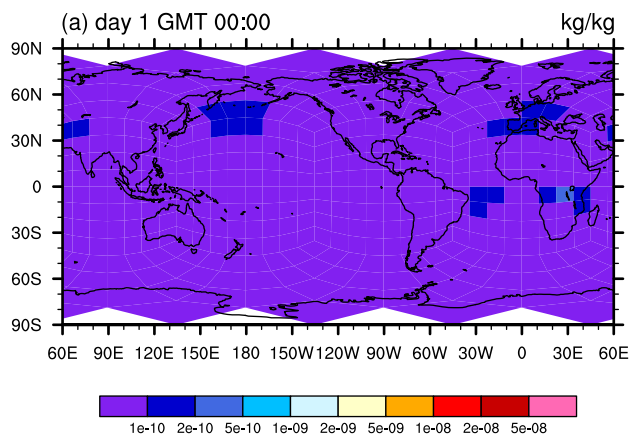 (a) day 1 GMT 00:00 kg/kg
90N
60N
30N
0
30S
60S
90S
60E 90E 120E 150E 180 150W 120W 90W 60W 30W 0 30E 60E
1e-10 2e-10 5e-10 1e-09 2e-09 5e-09 1e-08 2e-08 5e-08